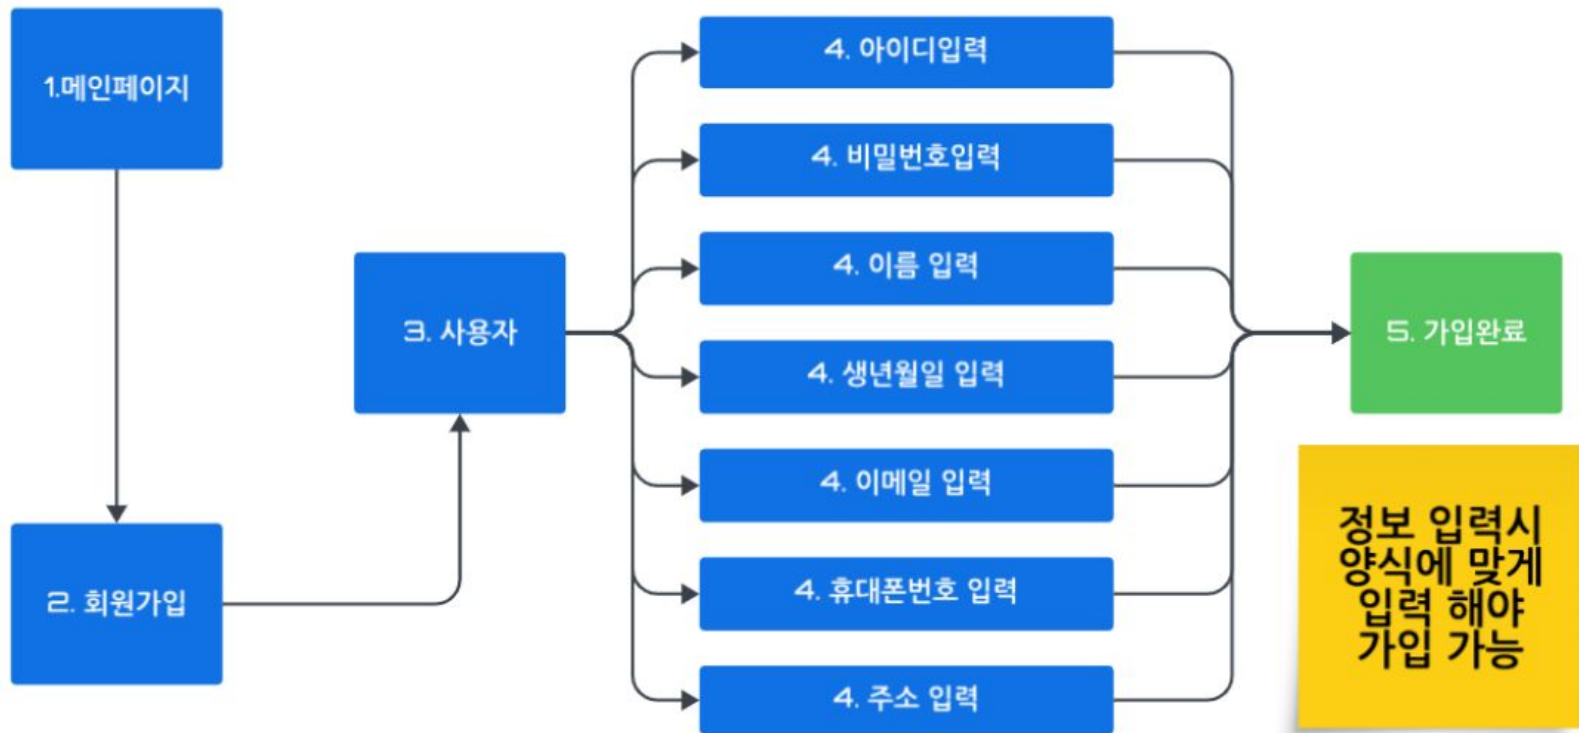 1.메인페이지
2. 회원가입
3. 사용자
4. 아이디입력
4. 비밀번호입력
4. 이름 입력
4. 생년월일 입력
4. 이메일 입력
4. 휴대폰번호 입력
4. 주소 입력
5. 가입완료
정보 입력시
양식에 맞게
입력 해야
가입 가능